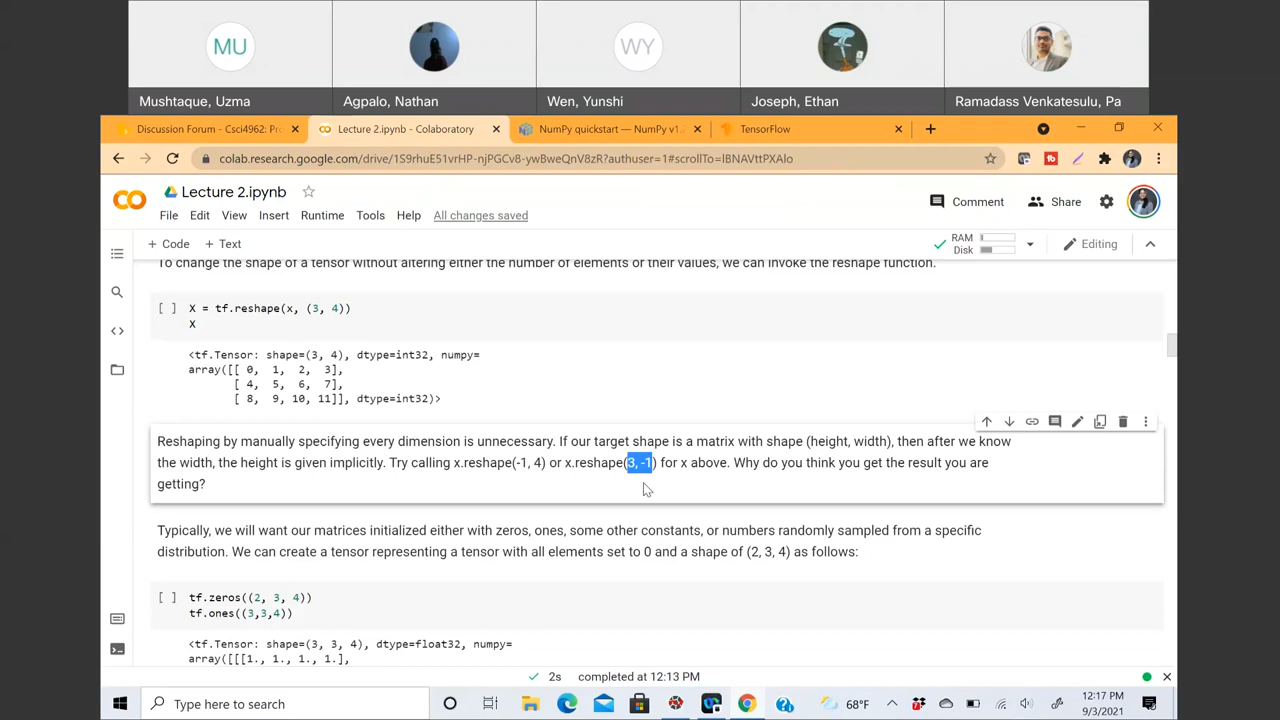 MU
WY
Mushtaque, Uzma
Agpalo, Nathan
Wen, Yunshi
Joseph, Ethan
Ramadass Venkatesulu, Pa
Discussion Forum - Csci4962: Pr
Lecture 2.ipynb - Colaboratory
NumPy quickstart — NumPy v1.
TensorFlow
colab.research.google.com/drive/1S9rhuE51vrHP-njPGCv8-ywBweQnV8zR?authuser=1#scrollTo=lBNAVttPXAlo
Lecture 2.ipynb
File Edit View Insert Runtime Tools Help All changes saved
Comment
Share
+ Code + Text
RAM
Disk
Editing
To change the shape of a tensor without altering either the number of elements or their values, we can invoke the reshape function.
[ ] X = tf.reshape(x, (3, 4))
X
<tf.Tensor: shape=(3, 4), dtype=int32, numpy=
array([[ 0, 1, 2, 3],
[ 4, 5, 6, 7],
[ 8, 9, 10, 11]], dtype=int32)>
Reshaping by manually specifying every dimension is unnecessary. If our target shape is a matrix with shape (height, width), then after we know
the width, the height is given implicitly. Try calling x.reshape(-1, 4) or x.reshape(3, -1) for x above. Why do you think you get the result you are
getting?
Typically, we will want our matrices initialized either with zeros, ones, some other constants, or numbers randomly sampled from a specific
distribution. We can create a tensor representing a tensor with all elements set to 0 and a shape of (2, 3, 4) as follows:
[ ] tf.zeros((2, 3, 4))
tf.ones((3,3,4))
<tf.Tensor: shape=(3, 3, 4), dtype=float32, numpy=
array([[[1., 1., 1., 1.],
2s completed at 12:13 PM
Type here to search
68°F
12:17 PM
9/3/2021